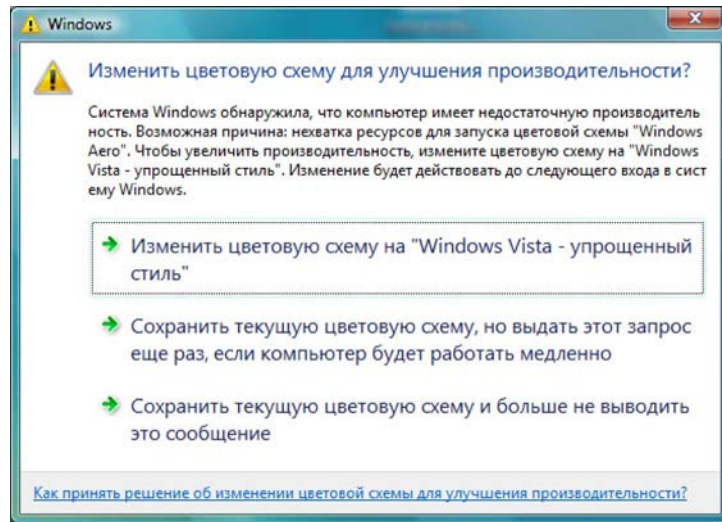 Windows
Изменить цветовую схему для улучшения производительности?
Система Windows обнаружила, что компьютер имеет недостаточную производитель
ность. Возможная причина: нехватка ресурсов для запуска цветовой схемы "Windows
Aero". Чтобы увеличить производительность, измените цветовую схему на "Windows
Vista - упрощенный стиль". Изменение будет действовать до следующего входа в сист
ему Windows.
Изменить цветовую схему на "Windows Vista - упрощенный
стиль"
Сохранить текущую цветовую схему, но выдать этот запрос
еще раз, если компьютер будет работать медленно
Сохранить текущую цветовую схему и больше не выводить
это сообщение
Как принять решение об изменении цветовой схемы для улучшения производительности?